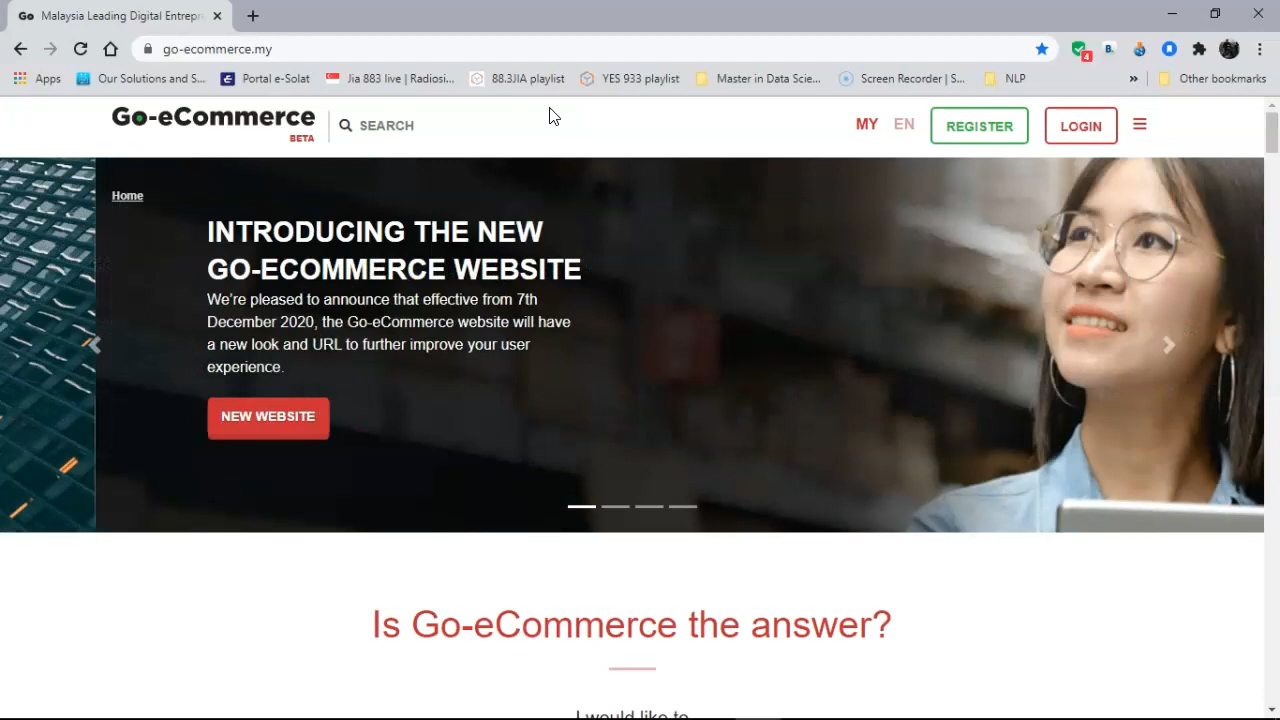 Go Malaysia Leading Digital Entrepr
go-ecommerce.my
4
B.
Apps
Our Solutions and S...
Portal e-Solat
Jia 883 live | Radiosi...
88.3JIA playlist
YES 933 playlist
Master in Data Scie...
Screen Recorder | S...
NLP
»
Other bookmarks
Go-eCommerce
BETA
SEARCH
MY
EN
REGISTER
LOGIN
Home
INTRODUCING THE NEW
GO-ECOMMERCE WEBSITE
We're pleased to announce that effective from 7th
December 2020, the Go-eCommerce website will have
a new look and URL to further improve your user
experience.
NEW WEBSITE
Is Go-eCommerce the answer?
I would like to